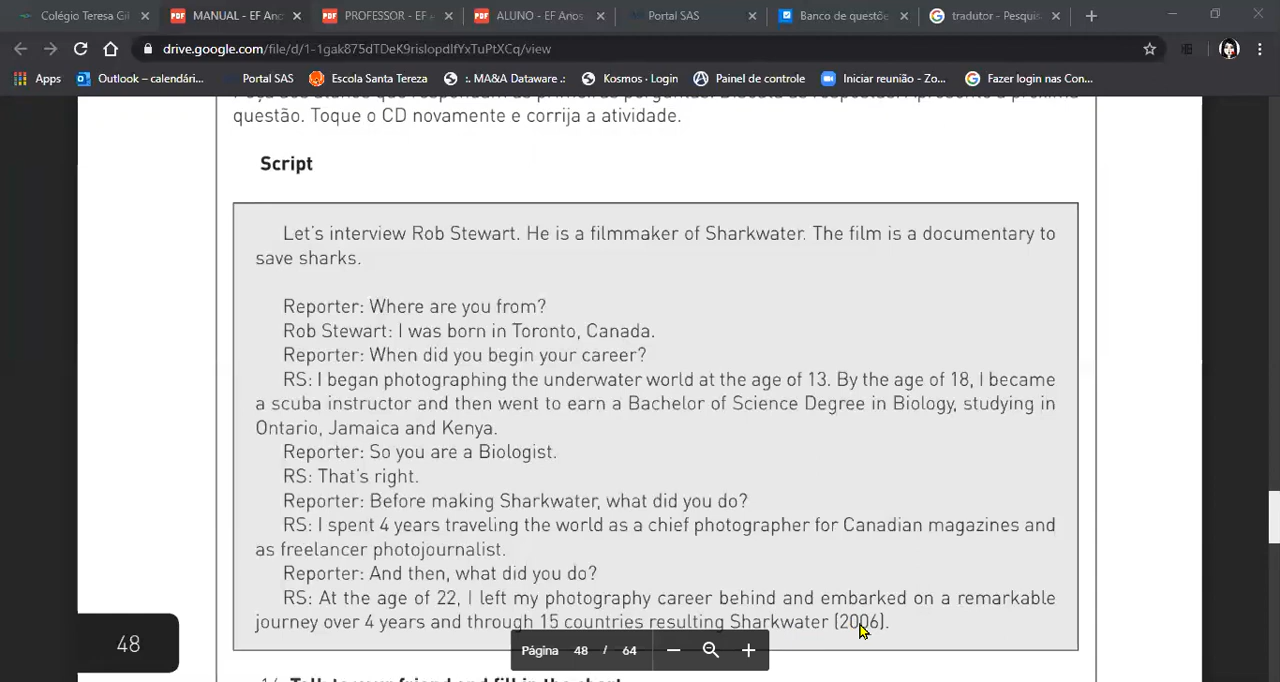 Colégio Teresa Gil
MANUAL - EF Anc
PROFESSOR - EF
ALUNO - EF Anos
Portal SAS
Banco de questõe
tradutor - Pesquis
drive.google.com/file/d/1-1gak875dTDeK9rislopdlfYxTuPtXCq/view
Apps
Outlook – calendári...
Portal SAS
Escola Santa Tereza
:. MA&A Dataware .:
Kosmos · Login
Painel de controle
Iniciar reunião - Zo...
Fazer login nas Con...
questão. Toque o CD novamente e corrija a atividade.
Script
Let's interview Rob Stewart. He is a filmmaker of Sharkwater. The film is a documentary to
save sharks.
Reporter: Where are you from?
Rob Stewart: I was born in Toronto, Canada.
Reporter: When did you begin your career?
RS: I began photographing the underwater world at the age of 13. By the age of 18, I became
a scuba instructor and then went to earn a Bachelor of Science Degree in Biology, studying in
Ontario, Jamaica and Kenya.
Reporter: So you are a Biologist.
RS: That's right.
Reporter: Before making Sharkwater, what did you do?
RS: I spent 4 years traveling the world as a chief photographer for Canadian magazines and
as freelancer photojournalist.
Reporter: And then, what did you do?
RS: At the age of 22, I left my photography career behind and embarked on a remarkable
journey over 4 years and through 15 countries resulting Sharkwater (2006).
48
Página 48 / 64